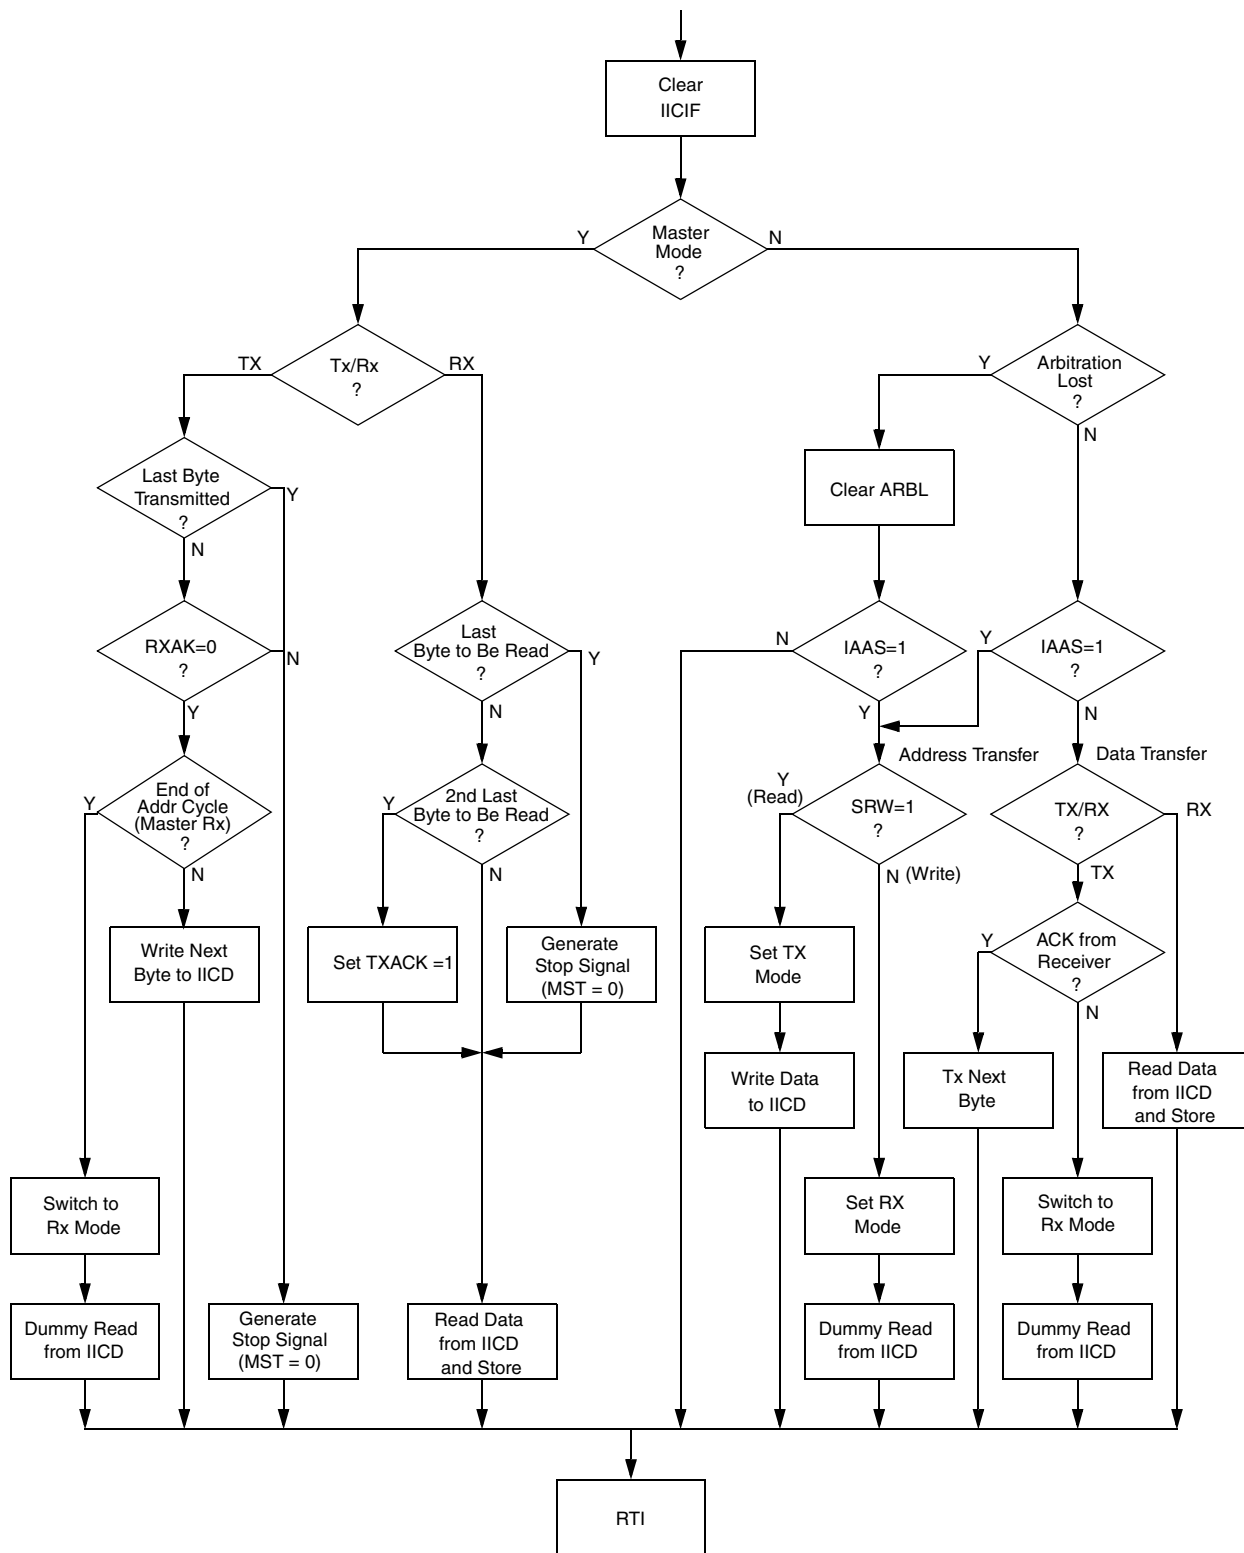 Clear
IICIF
Master
Mode
?
Y
N
Tx/Rx
?
TX
RX
Arbitration
Lost
?
Y
N
Last Byte
Transmitted
?
Y
N
Clear ARBL
RXAK=0
?
N
Y
Last
Byte to Be Read
?
Y
N
IAAS=1
?
N
Y
IAAS=1
?
Y
N
Address Transfer
Data Transfer
End of
Addr Cycle
(Master Rx)
?
Y
N
2nd Last
Byte to Be Read
?
Y
N
SRW=1
?
Y
(Read)
N (Write)
TX/RX
?
RX
TX
Write Next
Byte to IICD
Set TXACK =1
Generate
Stop Signal
(MST = 0)
Set TX
Mode
ACK from
Receiver
?
Y
N
Write Data
to IICD
Tx Next
Byte
Read Data
from IICD
and Store
Switch to
Rx Mode
Set RX
Mode
Switch to
Rx Mode
Dummy Read
from IICD
Generate
Stop Signal
(MST = 0)
Read Data
from IICD
and Store
Dummy Read
from IICD
Dummy Read
from IICD
RTI